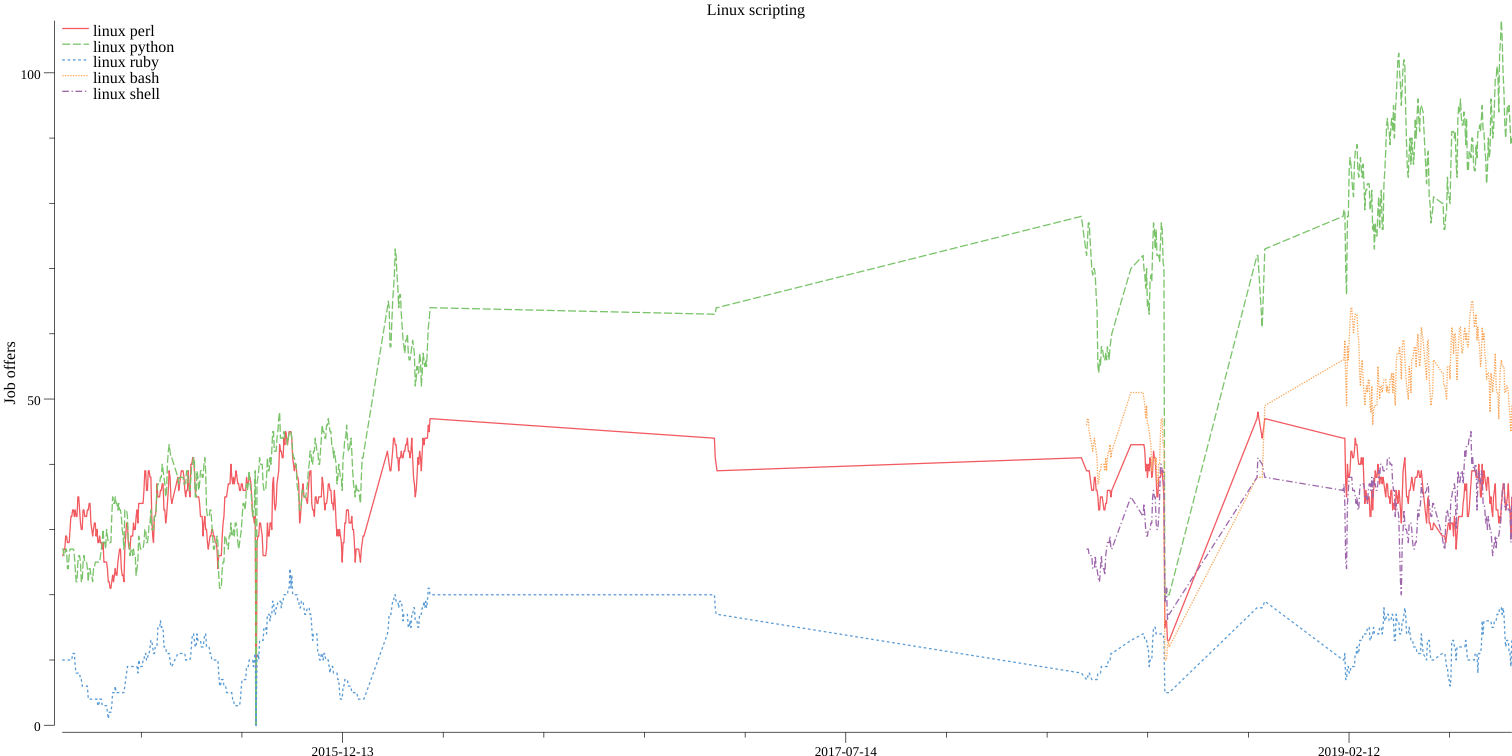 Linux scripting
linux perl
linux python
linux ruby
linux bash
linux shell
100
50
0
Job offers
2015-12-13
2017-07-14
2019-02-12